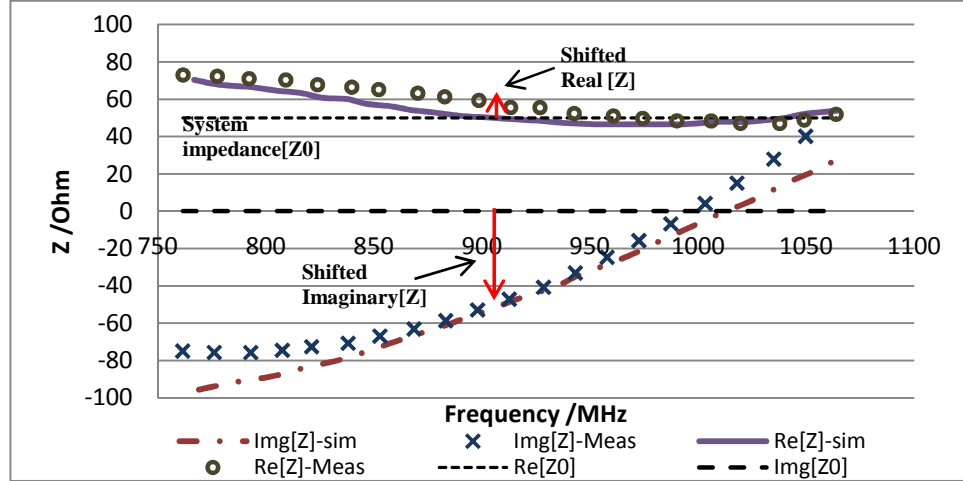 100
80
60
40
20
0
-20
-40
-60
-80
-100
Z /Ohm
750
800
850
900
950
1000
1050
1100
Shifted
Real [Z]
System
impedance[Z0]
Shifted
Imaginary[Z]
Frequency /MHz
Img[Z]-sim
Img[Z]-Meas
Re[Z]-sim
Re[Z]-Meas
Re[Z0]
Img[Z0]